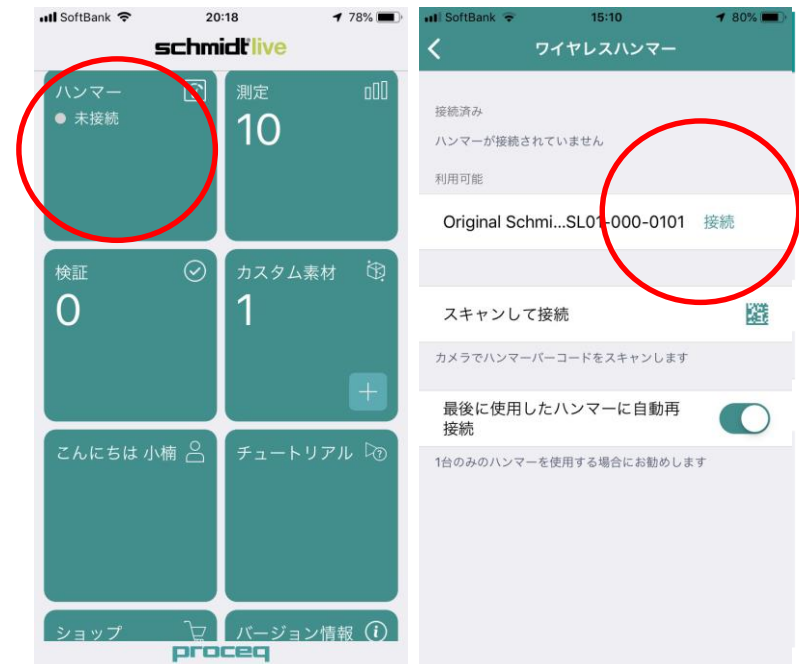 SoftBank 20:18 78%
schmidt live
ハンマー
未接続
測定
10
検証
0
カスタム素材
1
こんにちは 小楠
チュートリアル
ショップ
バージョン情報
proceq
SoftBank 15:10 80%
ワイヤレスハンマー
接続済み
ハンマーが接続されていません
利用可能
Original Schmi...SL01-000-0101 接続
スキャンして接続
カメラでハンマーバーコードをスキャンします
最後に使用したハンマーに自動再
接続
1台のみのハンマーを使用する場合にお勧めします